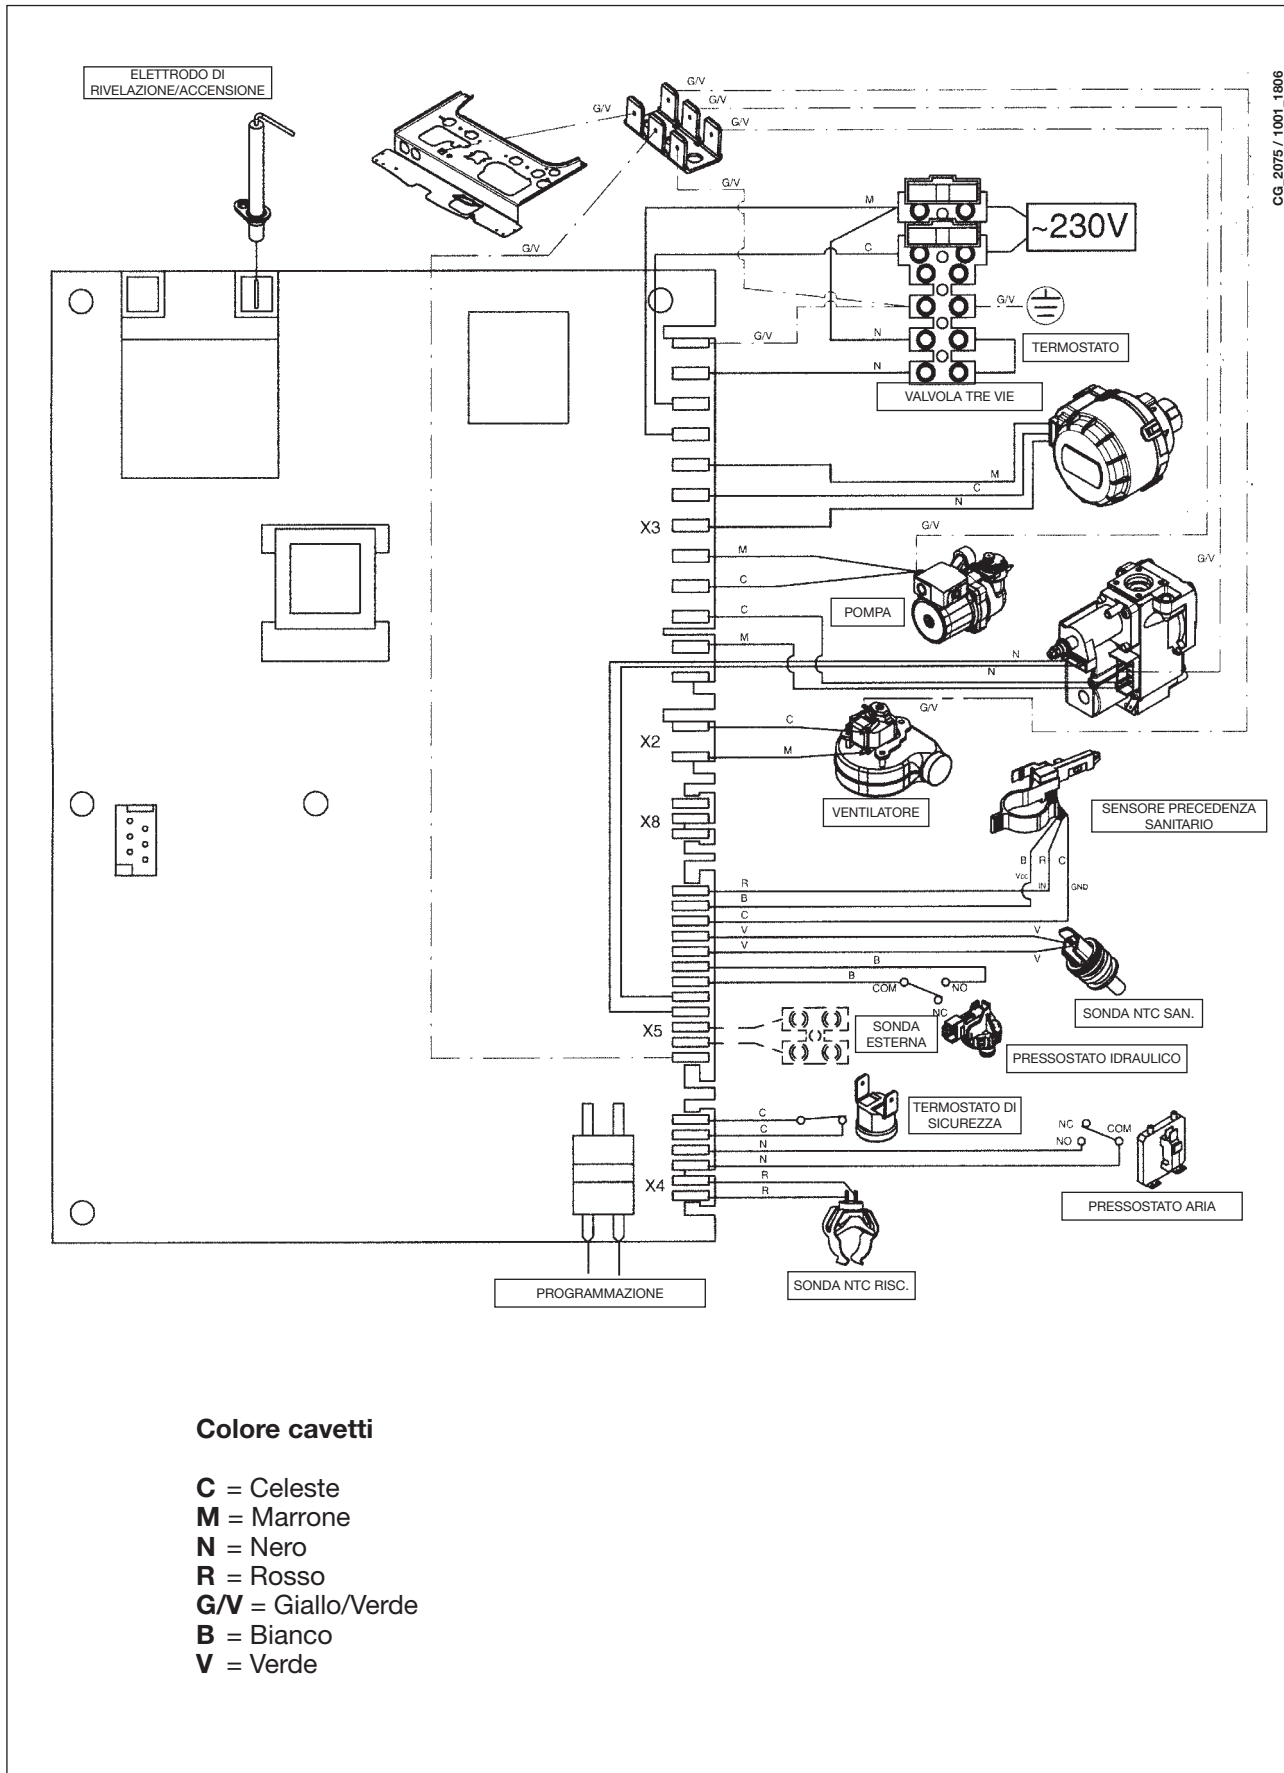 ELETTRODO DI
RIVELAZIONE/ACCENSIONE
CG_2075 / 1001_1806
G/V
G/V
G/V
G/V
G/V
G/V
M
~230V
C
G/V
G/V
N
TERMOSTATO
N
VALVOLA TRE VIE
M
C
N
X3
G/V
M
G/V
C
POMPA
C
M
N
N
G/V
C
X2
M
VENTILATORE
SENSORE PRECEDENZA
SANITARIO
X8
B R C
Vcc
IN
GND
R
B
C
V
V
V
V
B
B
COM
NO
NC
SONDA NTC SAN.
X5
SONDA
ESTERNA
PRESSOSTATO IDRAULICO
TERMOSTATO DI
SICUREZZA
C
C
N
N
NC
COM
NO
R
X4
R
PRESSOSTATO ARIA
SONDA NTC RISC.
PROGRAMMAZIONE
Colore cavetti
C = Celeste
M = Marrone
N = Nero
R = Rosso
G/V = Giallo/Verde
B = Bianco
V = Verde